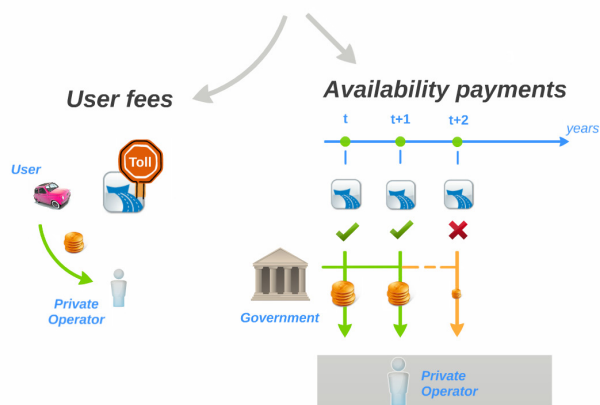 User fees
Toll
User
Private
Operator
Availability payments
t t+1 t+2
years
Government
Private
Operator